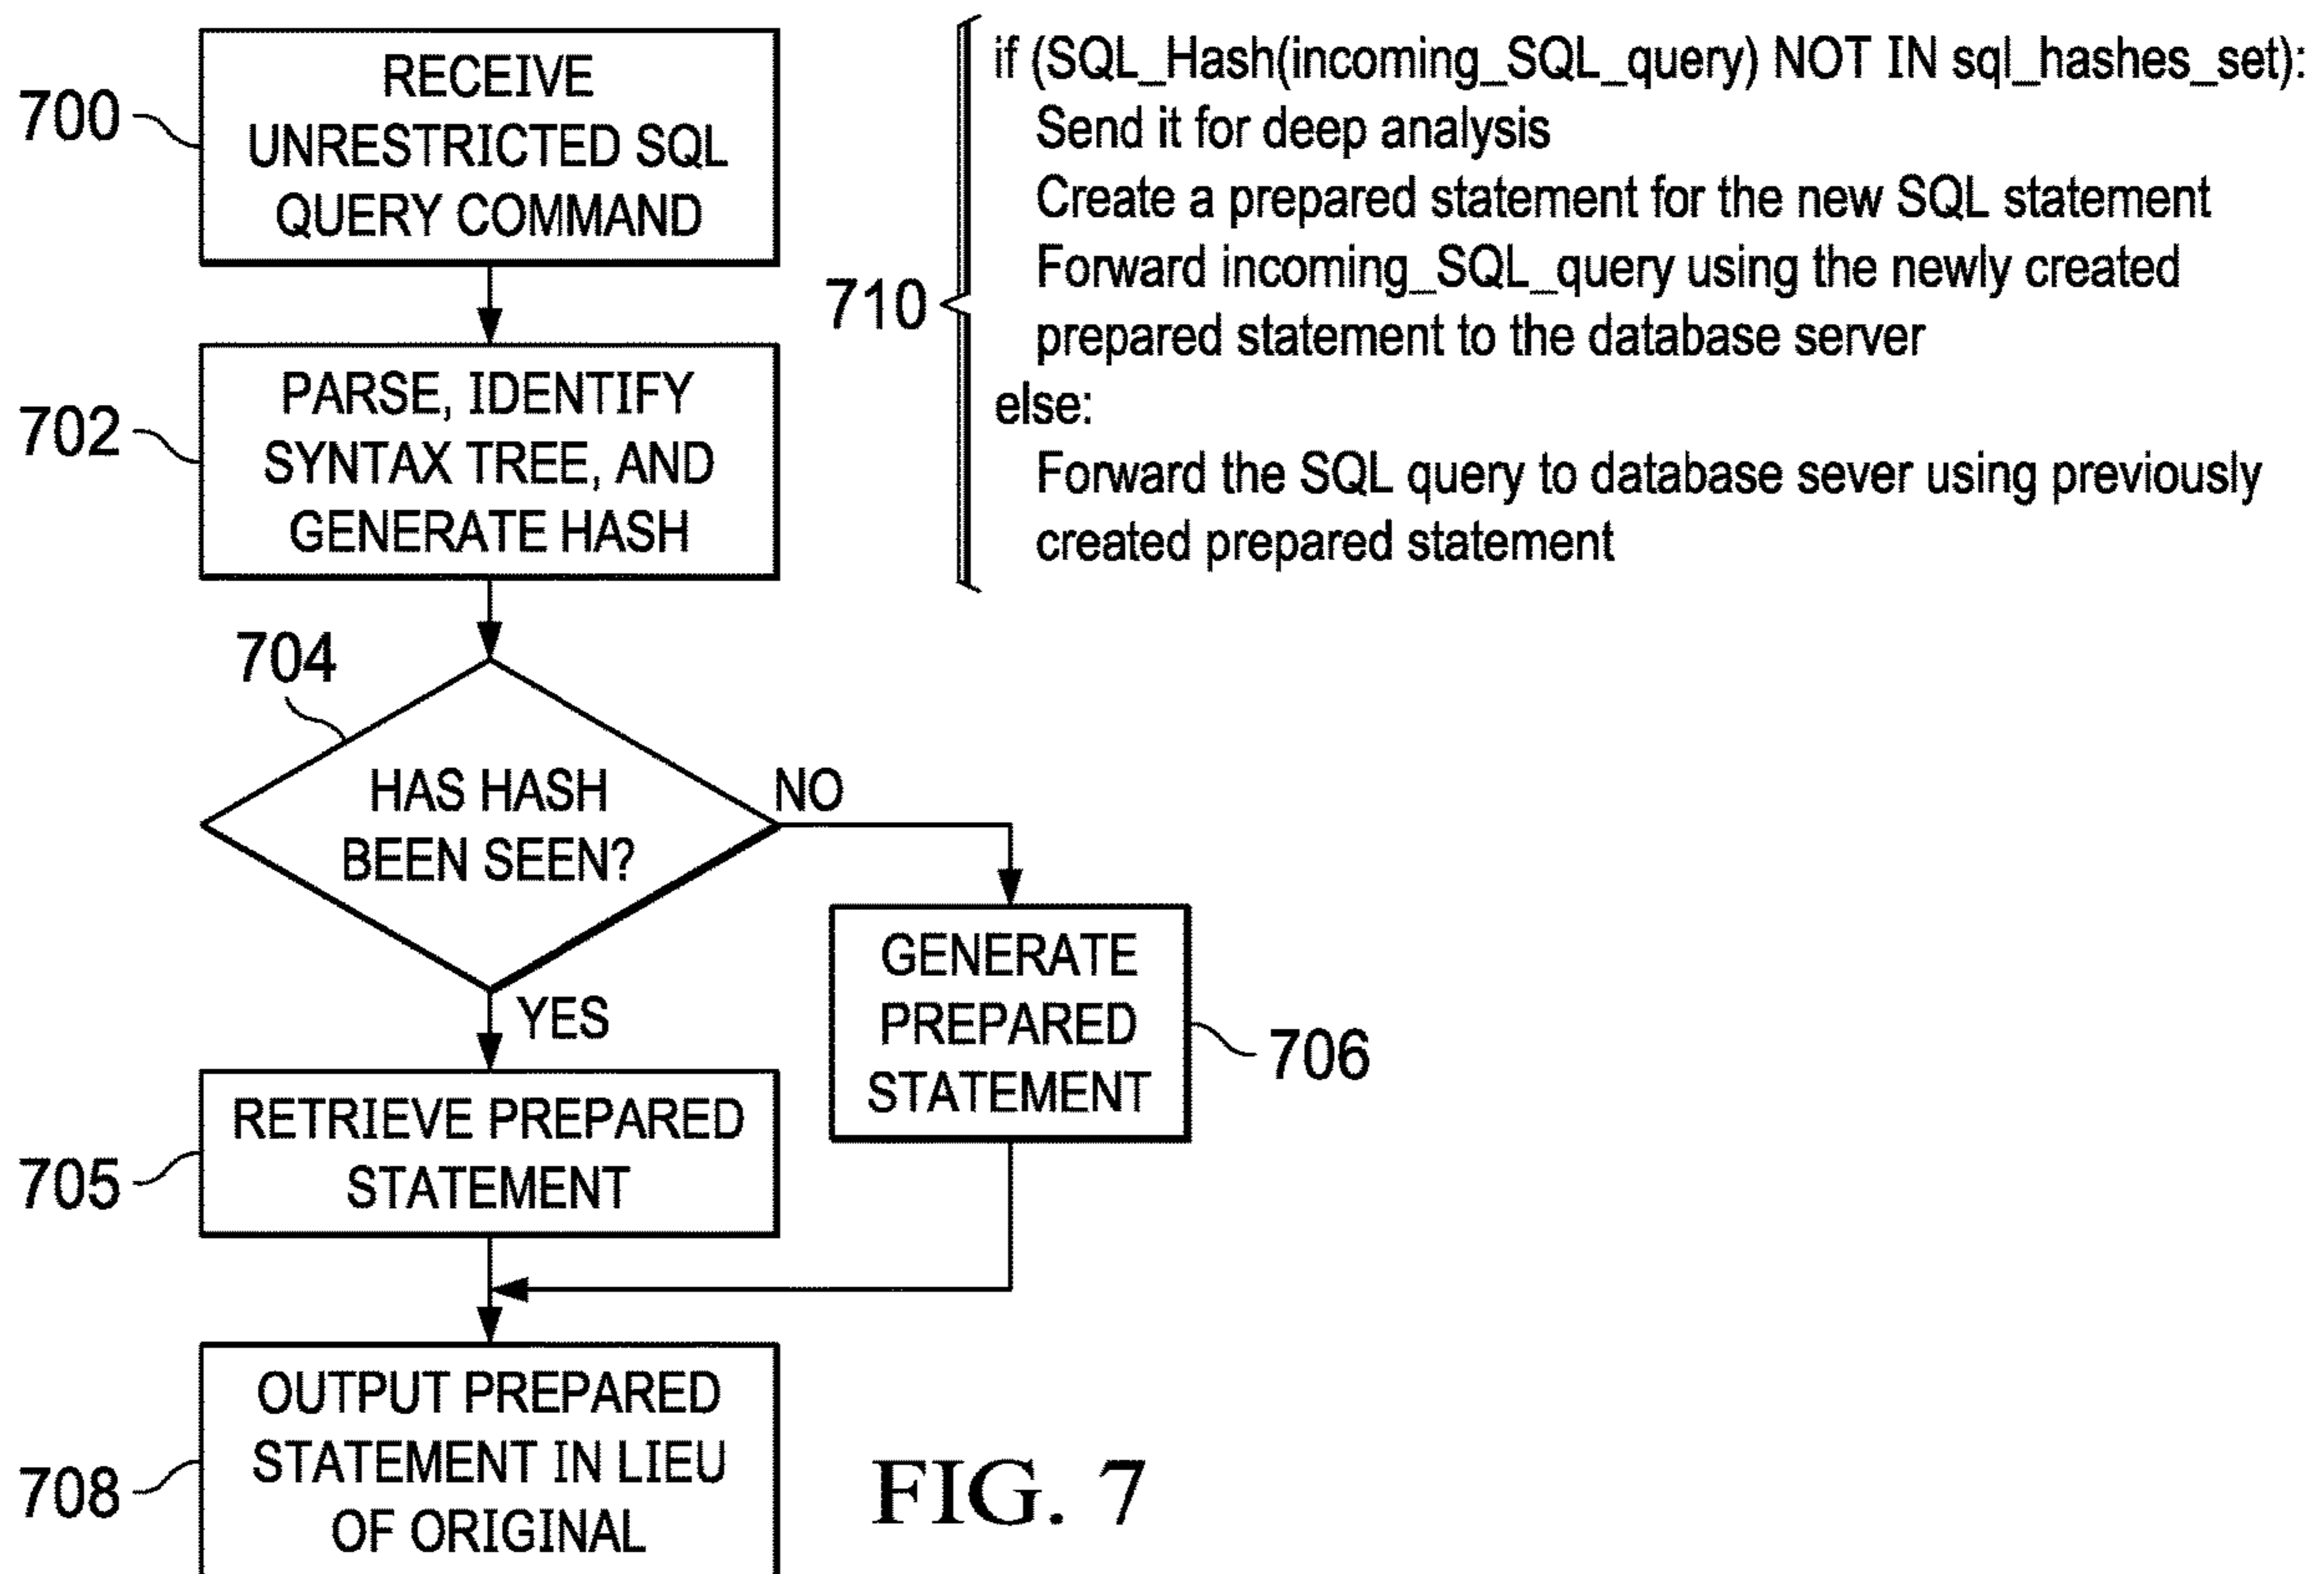 700
RECEIVE
UNRESTRICTED SQL
QUERY COMMAND
702
PARSE, IDENTIFY
SYNTAX TREE, AND
GENERATE HASH
704
HAS HASH
BEEN SEEN?
NO
YES
GENERATE
PREPARED
STATEMENT
706
705
RETRIEVE PREPARED
STATEMENT
708
OUTPUT PREPARED
STATEMENT IN LIEU
OF ORIGINAL
710
if (SQL_Hash(incoming_SQL_query) NOT IN sql_hashes_set):
Send it for deep analysis
Create a prepared statement for the new SQL statement
Forward incoming_SQL_query using the newly created
prepared statement to the database server
else:
Forward the SQL query to database sever using previously
created prepared statement
FIG. 7